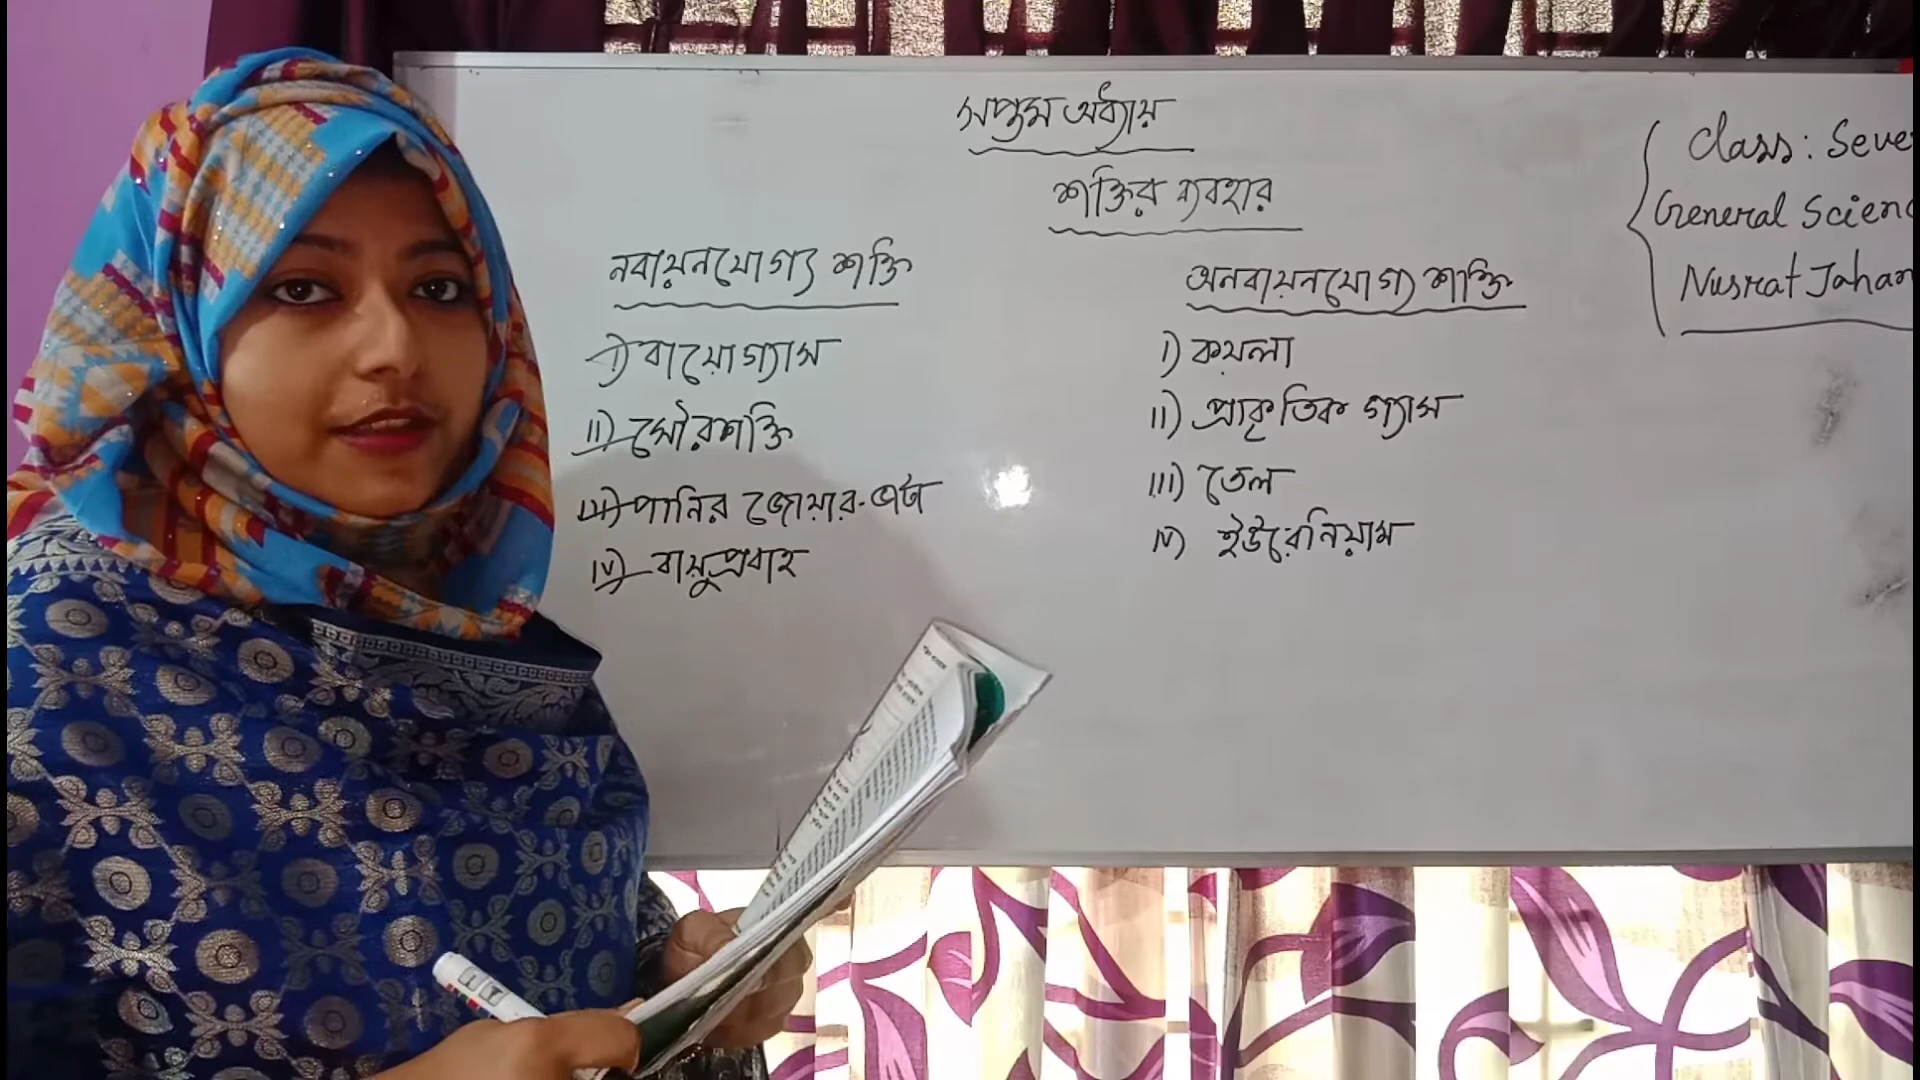 সপ্তম অধ্যায়
শক্তির ব্যবহার
Class: Seve
General Scienc
Nusrat Jahan
নবায়নযোগ্য শক্তি
i) বায়োগ্যাস
ii) সৌরশক্তি
iii) পানির জোয়ার-ভাটা
iv) বায়ুপ্রবাহ
অনবায়নযোগ্য শক্তি
i) কয়লা
ii) প্রাকৃতিক গ্যাস
iii) তেল
iv) ইউরেনিয়াম